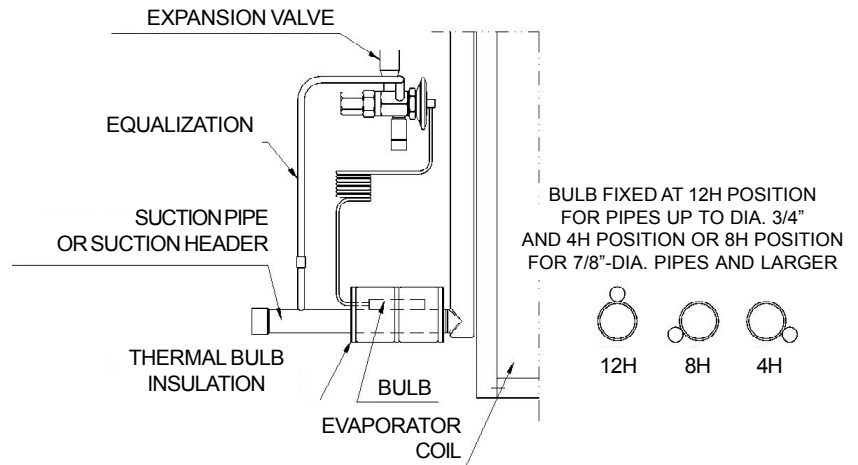 EXPANSION VALVE
EQUALIZATION
SUCTION PIPE
OR SUCTION HEADER
THERMAL BULB
INSULATION
BULB
EVAPORATOR
COIL
BULB FIXED AT 12H POSITION
FOR PIPES UP TO DIA. 3/4”
AND 4H POSITION OR 8H POSITION
FOR 7/8”-DIA. PIPES AND LARGER
12H 8H 4H